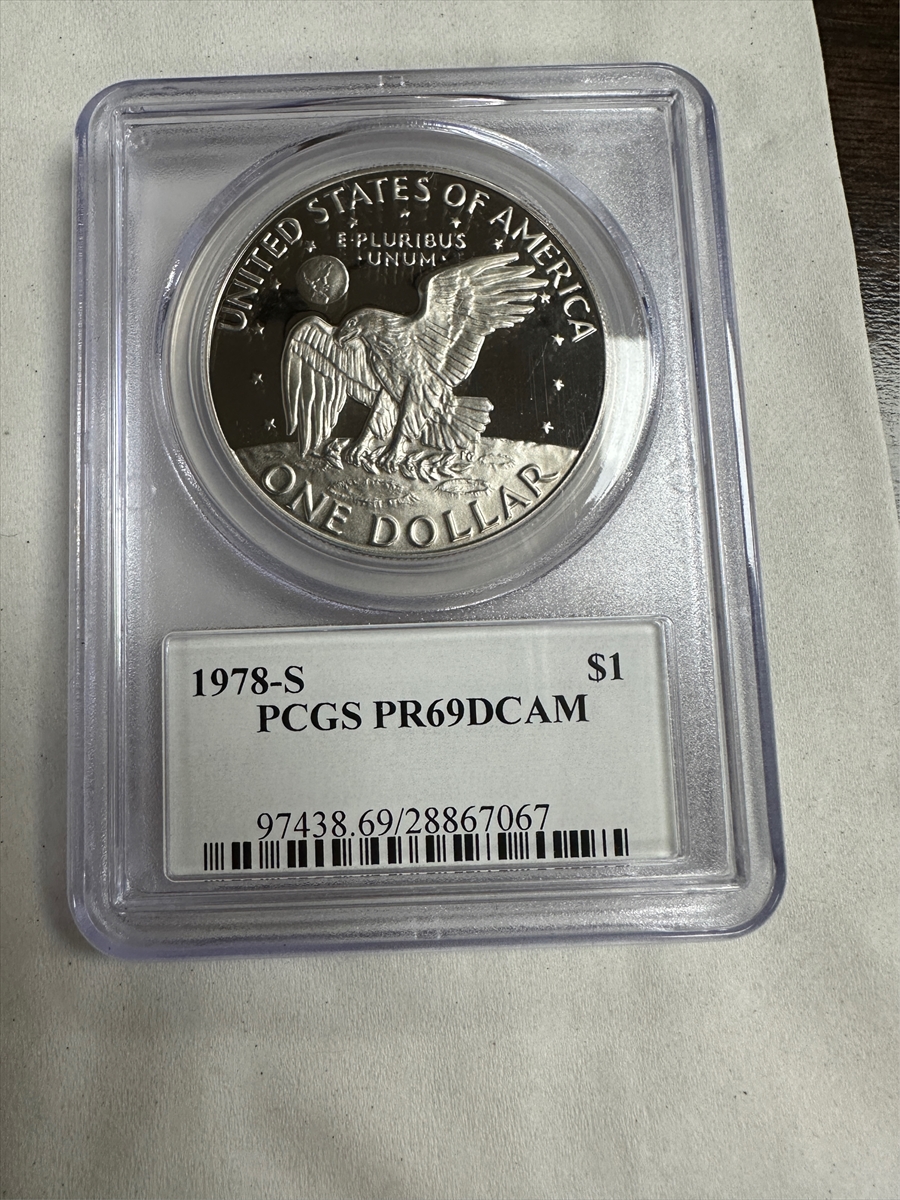 UNITED STATES OF AMERICA
E·PLURIBUS
·UNUM·
ONE DOLLAR
1978-S $1
PCGS PR69DCAM
97438.69/28867067